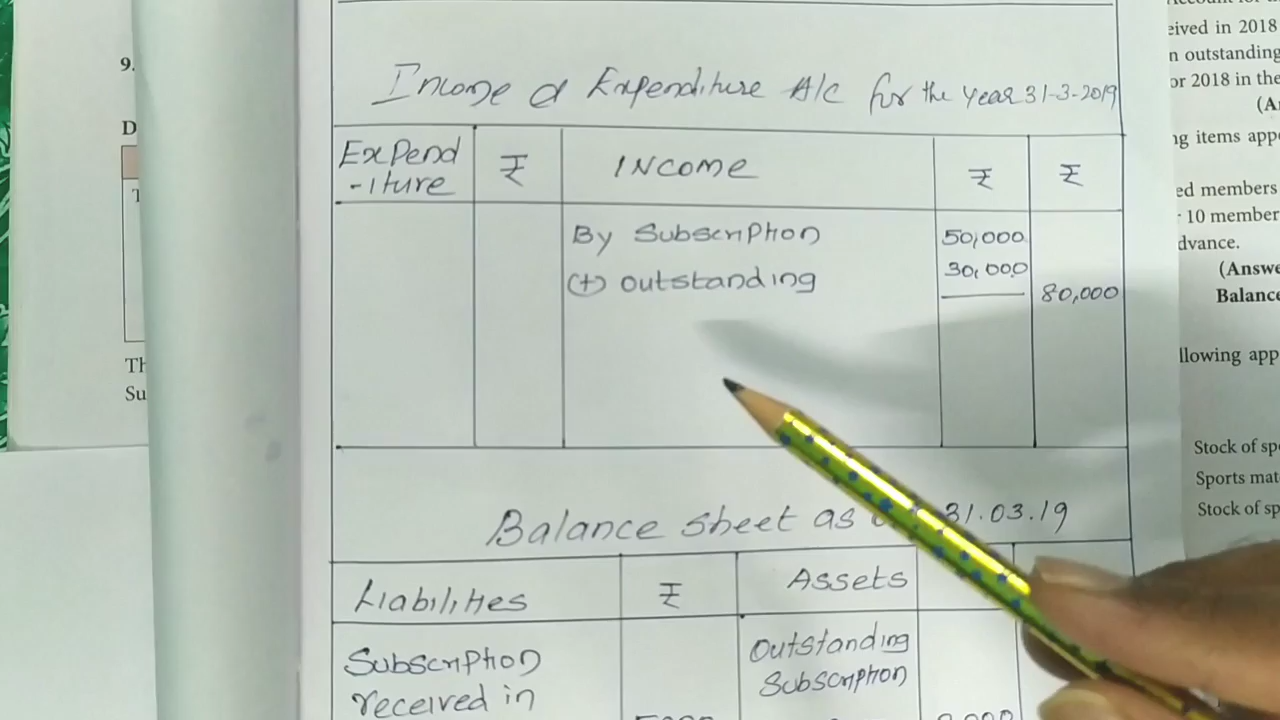 9.
D
Th
Su
Income & Expenditure A/c for the year 31-3-2019
Expend ₹ INCOME ₹ ₹
-iture
By Subscription 50,000
(+) outstanding 30,000
80,000
Balance sheet as 31.03.19
Liabilities ₹ Assets
Subscription Outstanding
received in Subscription
eived in 2018
n outstanding
or 2018 in the
(A
ng items appe
ed members
10 member
dvance.
(Answe
Balance
llowing app
Stock of sp
Sports mat
Stock of sp